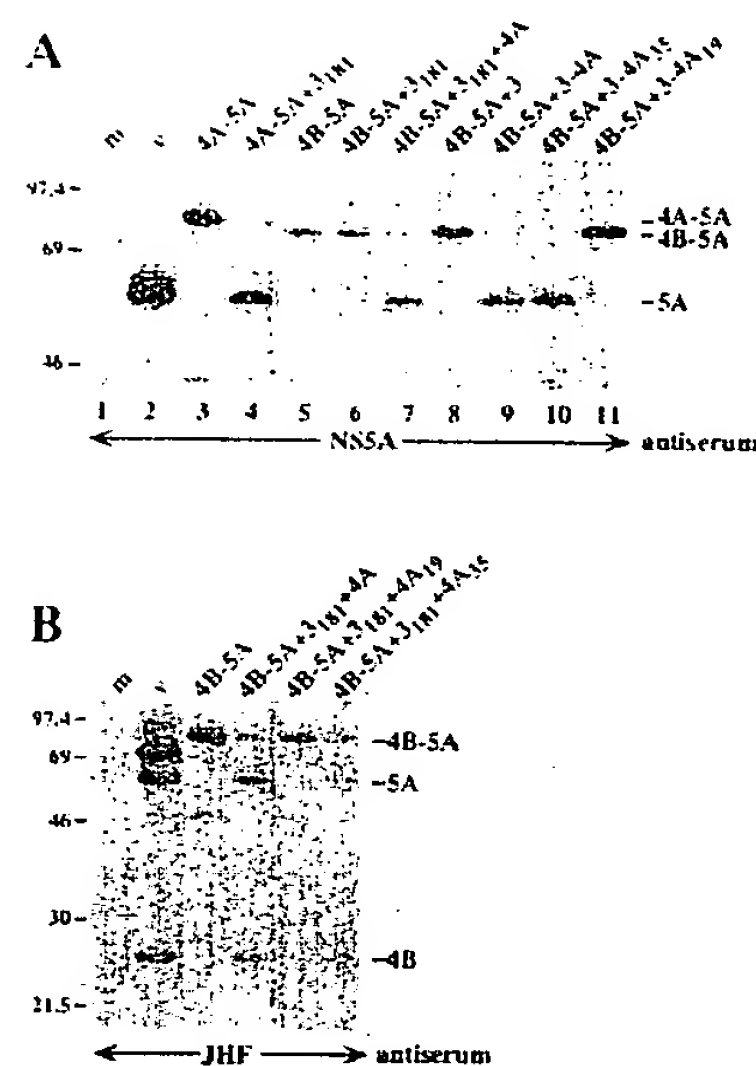 A
m
v
4A-5A
4A-5A+3₁₈₁
4B-5A
4B-5A+3₁₈₁
4B-5A+3₁₈₁+4A
4B-5A+3
4B-5A+3-4A
4B-5A+3-4A₃₅
4B-5A+3-4A₁₉
97.4–
69–
46–
–4A-5A
–4B-5A
–5A
1 2 3 4 5 6 7 8 9 10 11
NS5A antiserum
B
m
v
4B-5A
4B-5A+3₁₈₁+4A
4B-5A+3₁₈₁+4A₁₉
4B-5A+3₁₈₁+4A₃₅
97.4–
69–
46–
30–
21.5–
–4B-5A
–5A
–4B
JHF antiserum